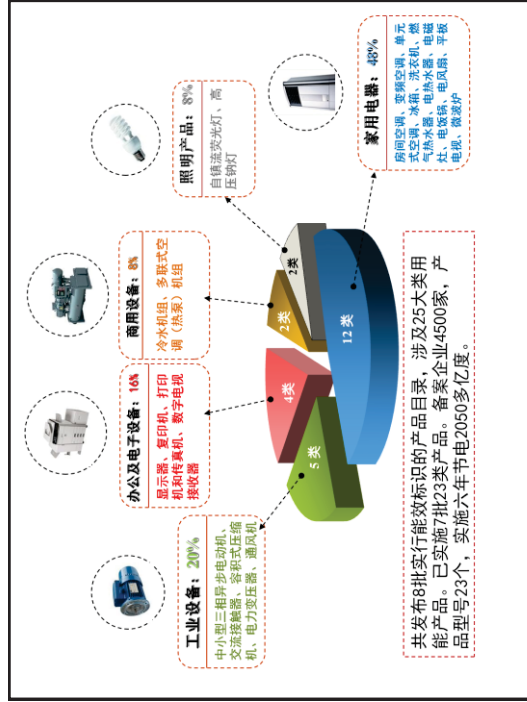 工业设备：20%
中小型三相异步电动机、
交流接触器、容积式压缩
机、电力变压器、通风机
办公及电子设备：16%
显示器、复印机、打印
机和传真机、数字电视
接收器
商用设备：8%
冷水机组、多联式空
调（热泵）机组
照明产品：8%
自镇流荧光灯、高
压钠灯
家用电器：48%
房间空调、变频空调、单元
式空调、冰箱、洗衣机、燃
气热水器、电热水器、电磁
灶、电饭锅、电风扇、平板
电视、微波炉
5 类
4类
2类
2类
12 类
共发布8批实行能效标识的产品目录，涉及25大类用
能产品。已实施7批23类产品。备案企业4500家，产
品型号23个，实施六年节电2050多亿度。